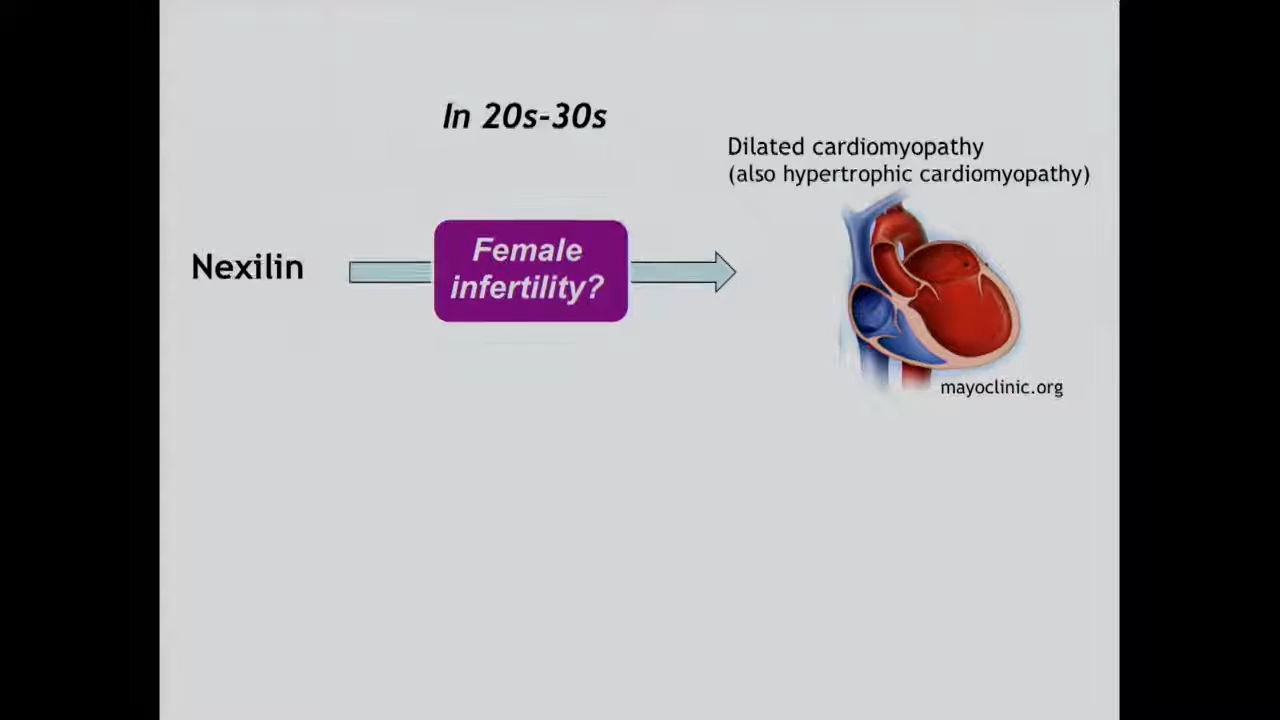 In 20s-30s
Dilated cardiomyopathy
(also hypertrophic cardiomyopathy)
Nexilin
Female
infertility?
mayoclinic.org